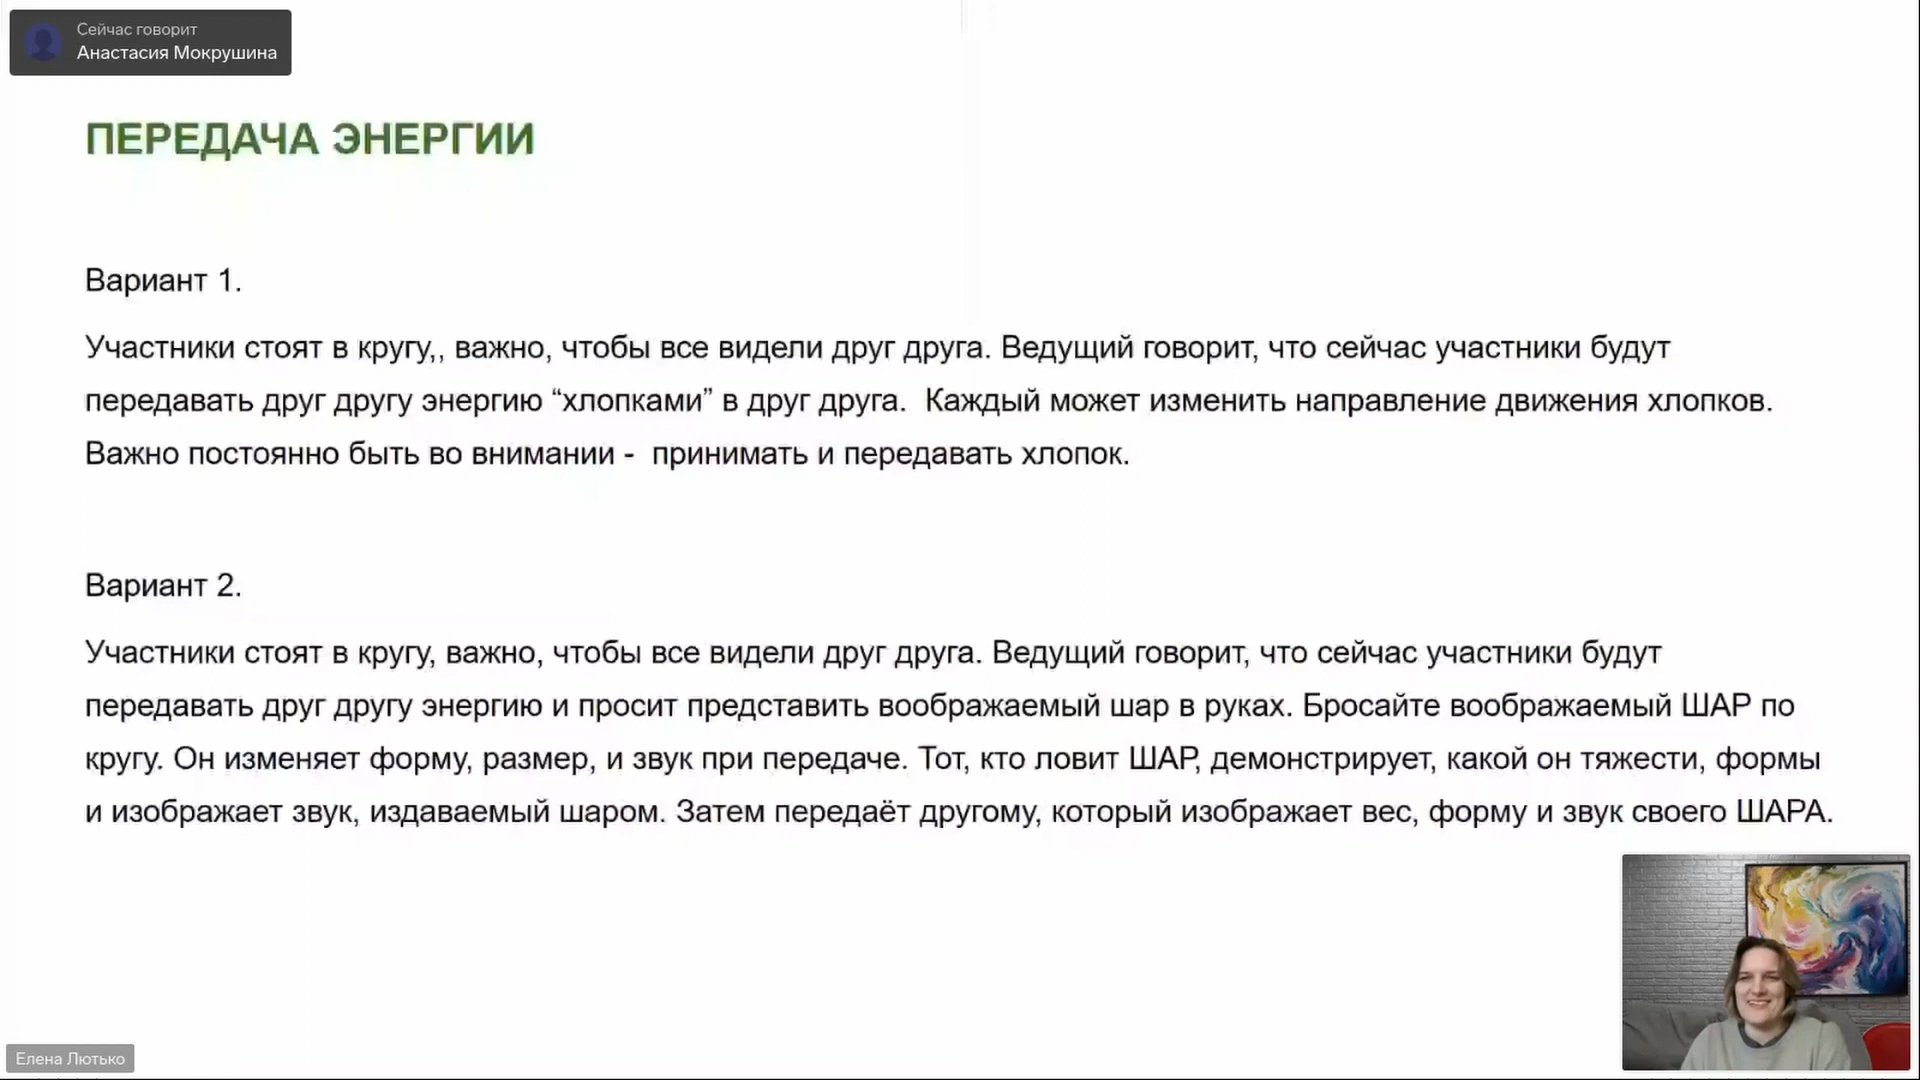 Сейчас говорит
Анастасия Мокрушина
ПЕРЕДАЧА ЭНЕРГИИ
Вариант 1.
Участники стоят в кругу,, важно, чтобы все видели друг друга. Ведущий говорит, что сейчас участники будут
передавать друг другу энергию “хлопками” в друг друга.  Каждый может изменить направление движения хлопков.
Важно постоянно быть во внимании -  принимать и передавать хлопок.
Вариант 2.
Участники стоят в кругу, важно, чтобы все видели друг друга. Ведущий говорит, что сейчас участники будут
передавать друг другу энергию и просит представить воображаемый шар в руках. Бросайте воображаемый ШАР по
кругу. Он изменяет форму, размер, и звук при передаче. Тот, кто ловит ШАР, демонстрирует, какой он тяжести, формы
и изображает звук, издаваемый шаром. Затем передаёт другому, который изображает вес, форму и звук своего ШАРА.
Елена Лютько